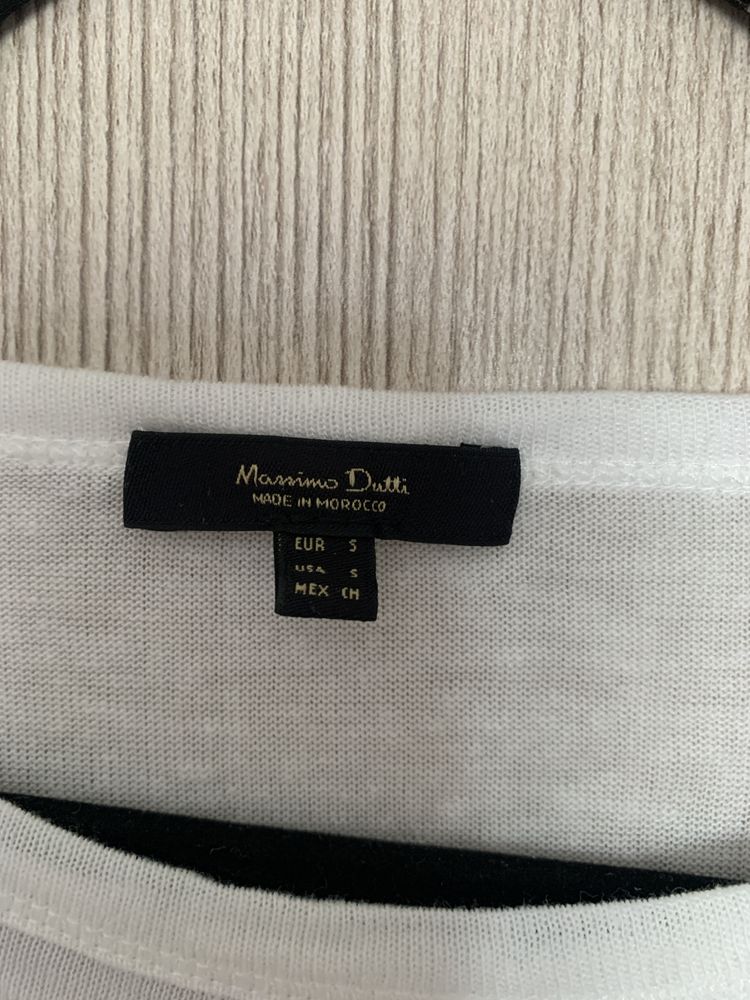 Massimo Dutti
MADE IN MOROCCO
EUR S
USA S
MEX CH